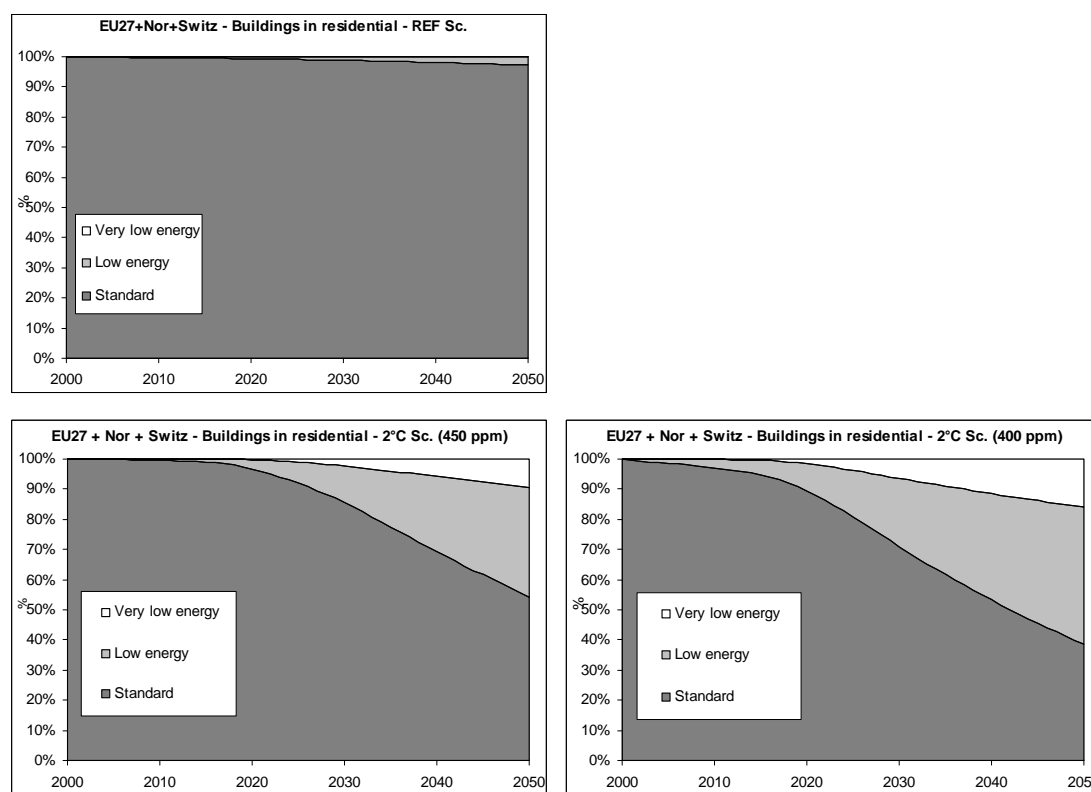 EU27+Nor+Switz - Buildings in residential - REF Sc.
100%
90%
80%
70%
60%
50%
40%
30%
20%
10%
0%
%
Very low energy
Low energy
Standard
2000 2010 2020 2030 2040 2050
EU27 + Nor + Switz - Buildings in residential - 2°C Sc. (450 ppm)
100%
90%
80%
70%
60%
50%
40%
30%
20%
10%
0%
%
Very low energy
Low energy
Standard
2000 2010 2020 2030 2040 2050
EU27 + Nor + Switz - Buildings in residential - 2°C Sc. (400 ppm)
100%
90%
80%
70%
60%
50%
40%
30%
20%
10%
0%
%
Very low energy
Low energy
Standard
2000 2010 2020 2030 2040 205